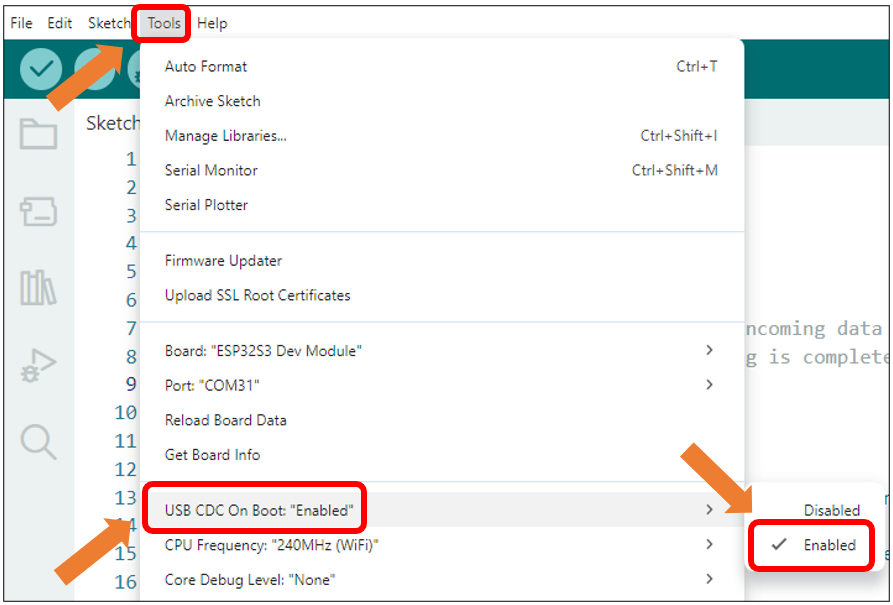 File Edit Sketch Tools Help
Sketch
Auto Format Ctrl+T
Archive Sketch
Manage Libraries... Ctrl+Shift+I
Serial Monitor Ctrl+Shift+M
Serial Plotter
Firmware Updater
Upload SSL Root Certificates
Board: "ESP32S3 Dev Module"
Port: "COM31"
Reload Board Data
Get Board Info
USB CDC On Boot: "Enabled"
CPU Frequency: "240MHz (WiFi)"
Core Debug Level: "None"
Disabled
Enabled
1
2
3
4
5
6
7 ncoming data
8 g is complete
9
10
11
12
13
14
15
16